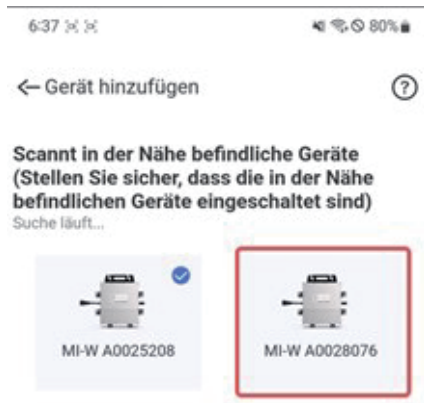 6:37
80%
Gerät hinzufügen
?
Scannt in der Nähe befindliche Geräte
(Stellen Sie sicher, dass die in der Nähe
befindlichen Geräte eingeschaltet sind)
Suche läuft...
MI-W A0025208
MI-W A0028076